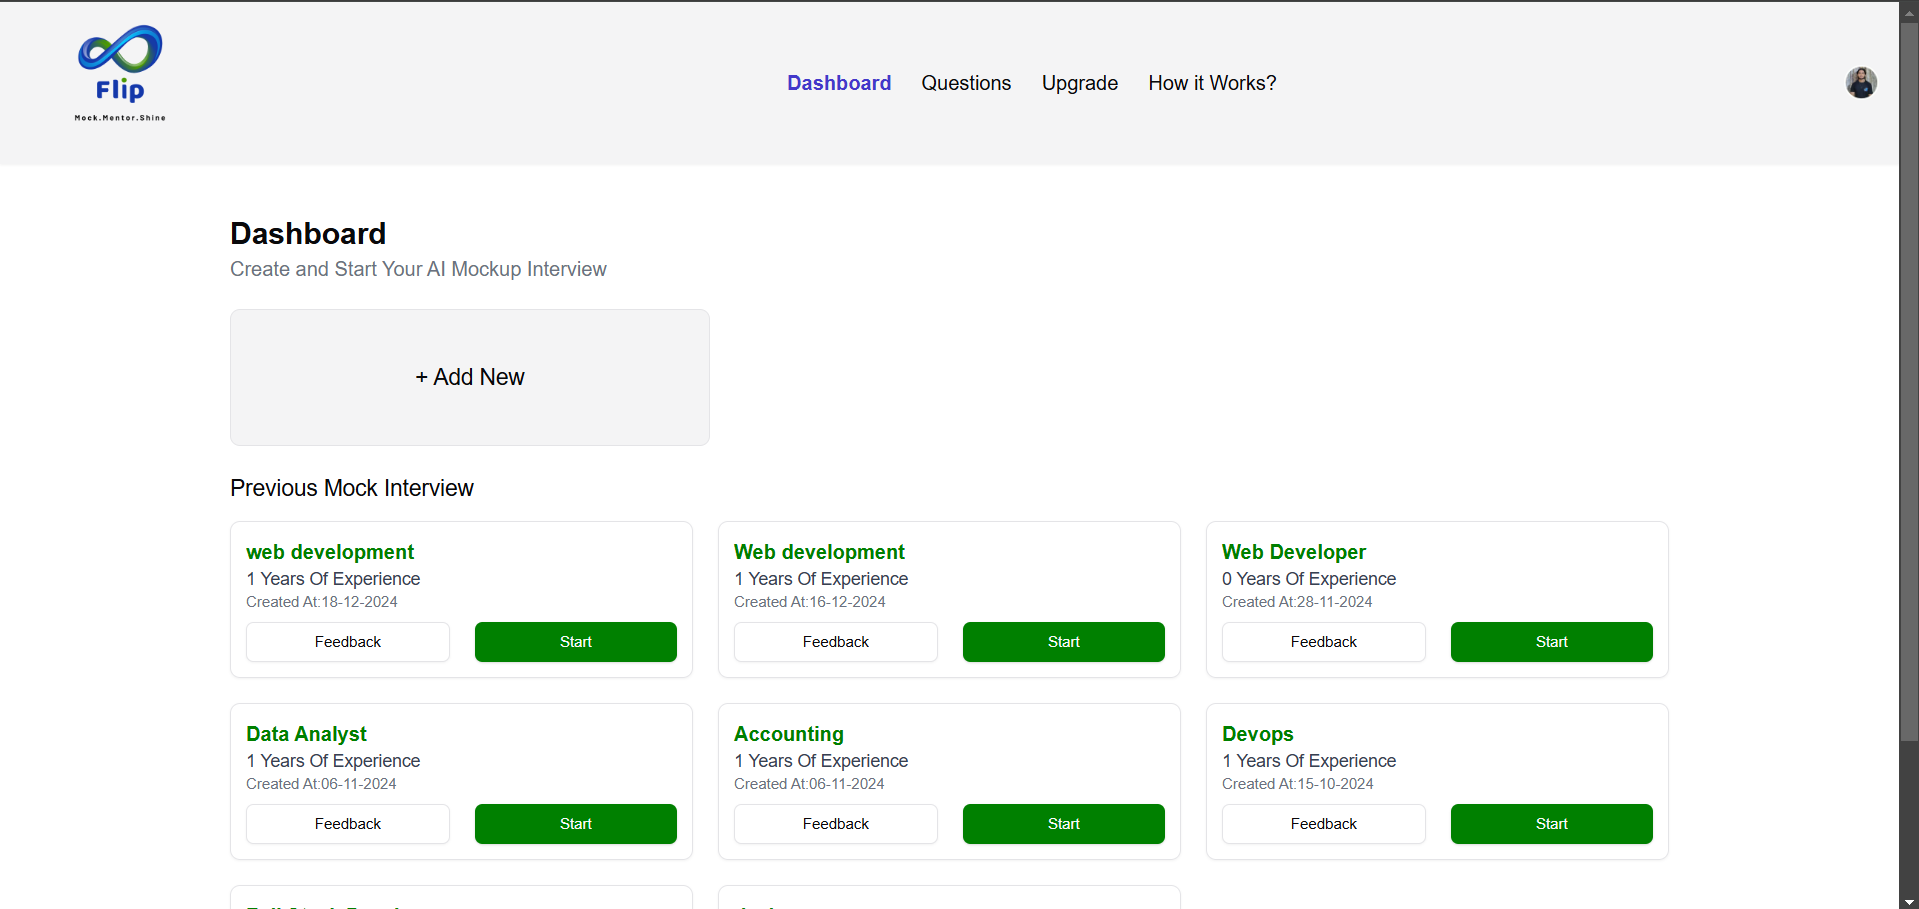 Flip
Mock.Mentor.Shine
Dashboard Questions Upgrade How it Works?
Dashboard
Create and Start Your AI Mockup Interview
+ Add New
Previous Mock Interview
web development
1 Years Of Experience
Created At:18-12-2024
Feedback Start
Web development
1 Years Of Experience
Created At:16-12-2024
Feedback Start
Web Developer
0 Years Of Experience
Created At:28-11-2024
Feedback Start
Data Analyst
1 Years Of Experience
Created At:06-11-2024
Feedback Start
Accounting
1 Years Of Experience
Created At:06-11-2024
Feedback Start
Devops
1 Years Of Experience
Created At:15-10-2024
Feedback Start